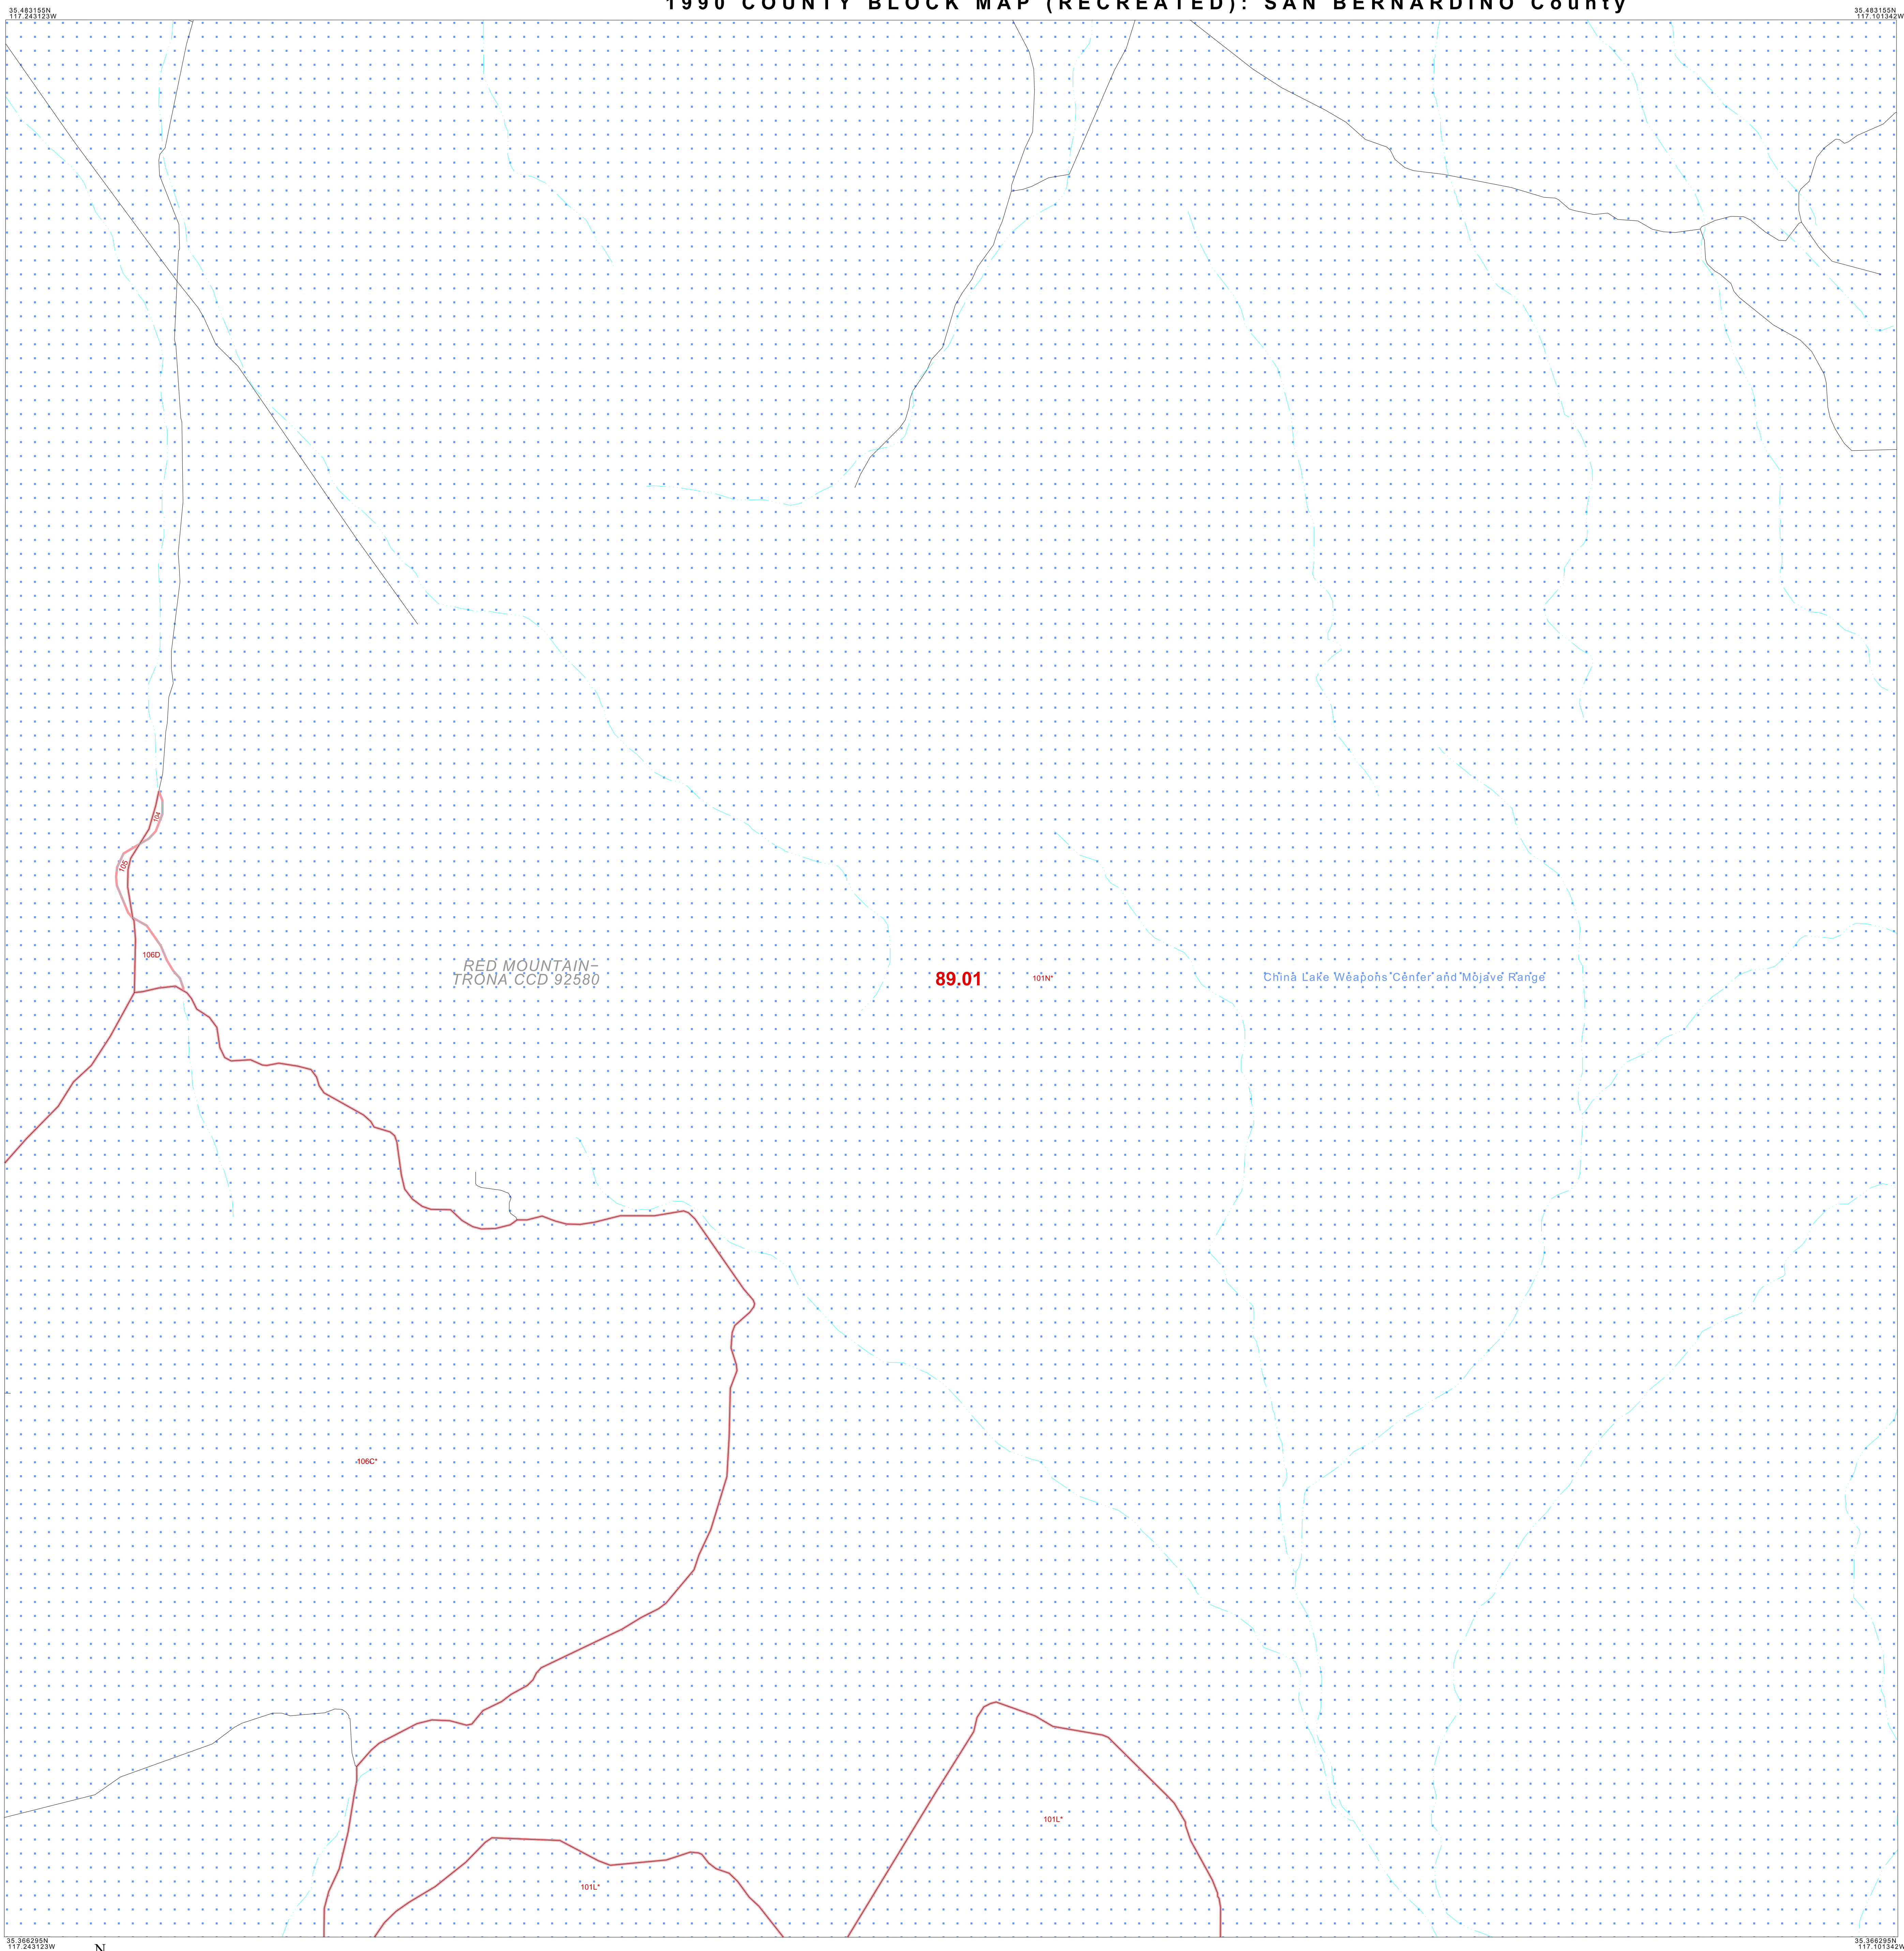 1990 COUNTY BLOCK MAP (RECREATED): SAN BERNARDINO County
35.483155N
117.243123W
35.483155N
117.101342W
104
105
106D
RED MOUNTAIN-
TRONA CCD 92580
89.01
101N*
China Lake Weapons Center and Mojave Range
106C*
101L*
101L*
35.366295N
117.243123W
N
35.366295N
117.101342W